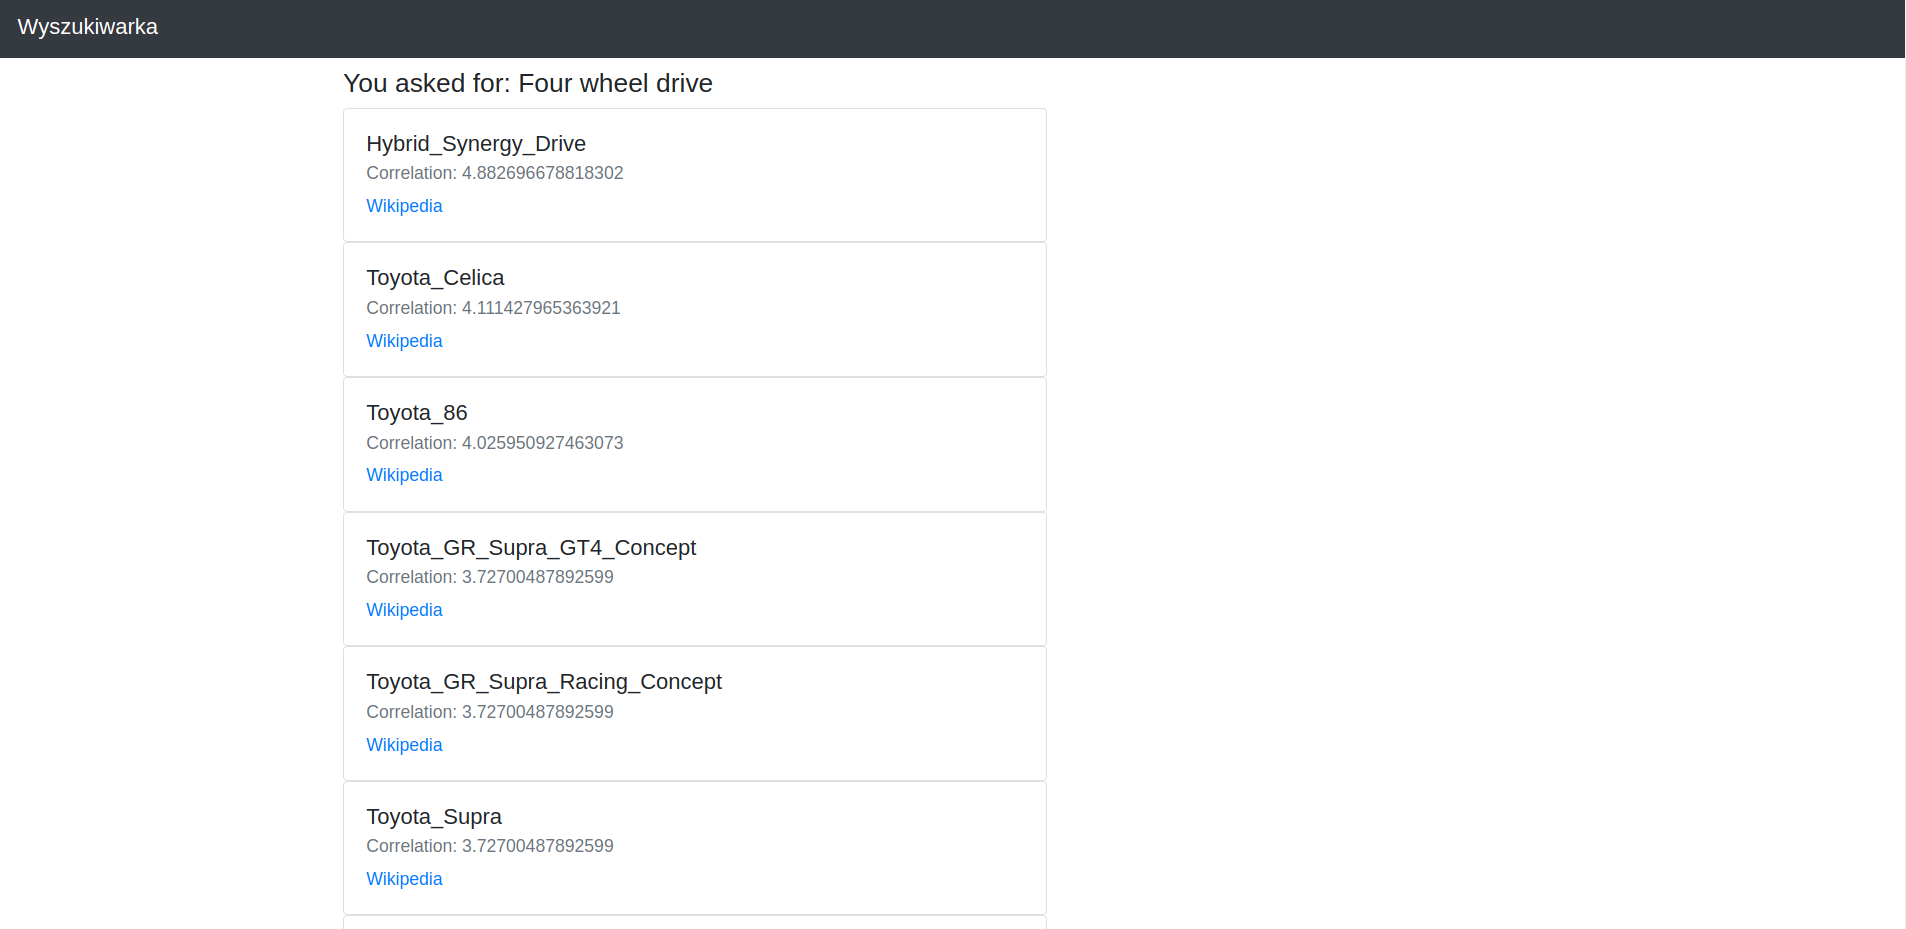 Wyszukiwarka
You asked for: Four wheel drive
Hybrid_Synergy_Drive
Correlation: 4.882696678818302
Wikipedia
Toyota_Celica
Correlation: 4.111427965363921
Wikipedia
Toyota_86
Correlation: 4.025950927463073
Wikipedia
Toyota_GR_Supra_GT4_Concept
Correlation: 3.72700487892599
Wikipedia
Toyota_GR_Supra_Racing_Concept
Correlation: 3.72700487892599
Wikipedia
Toyota_Supra
Correlation: 3.72700487892599
Wikipedia